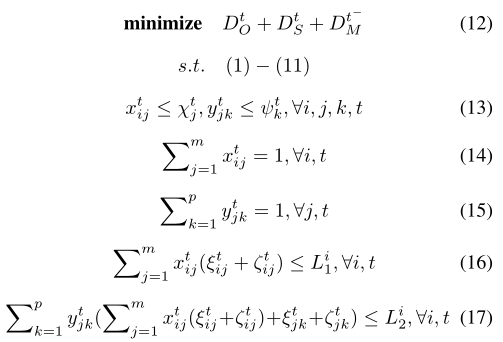 minimize D_O^t + D_S^t + D_M^{t^-} (12)
s.t. (1) − (11)
x_{ij}^t ≤ χ_j^t, y_{jk}^t ≤ ψ_k^t, ∀i, j, k, t (13)
∑_{j=1}^m x_{ij}^t = 1, ∀i, t (14)
∑_{k=1}^p y_{jk}^t = 1, ∀j, t (15)
∑_{j=1}^m x_{ij}^t(ξ_{ij}^t + ζ_{ij}^t) ≤ L_1^i, ∀i, t (16)
∑_{k=1}^p y_{jk}^t(∑_{j=1}^m x_{ij}^t(ξ_{ij}^t+ζ_{ij}^t)+ξ_{jk}^t+ζ_{jk}^t) ≤ L_2^i, ∀i, t (17)